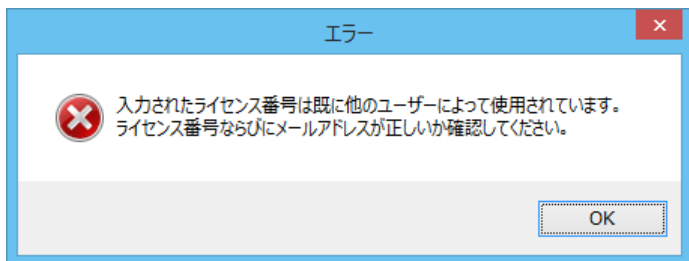 エラー
入力されたライセンス番号は既に他のユーザーによって使用されています。
ライセンス番号ならびにメールアドレスが正しいか確認してください。
OK